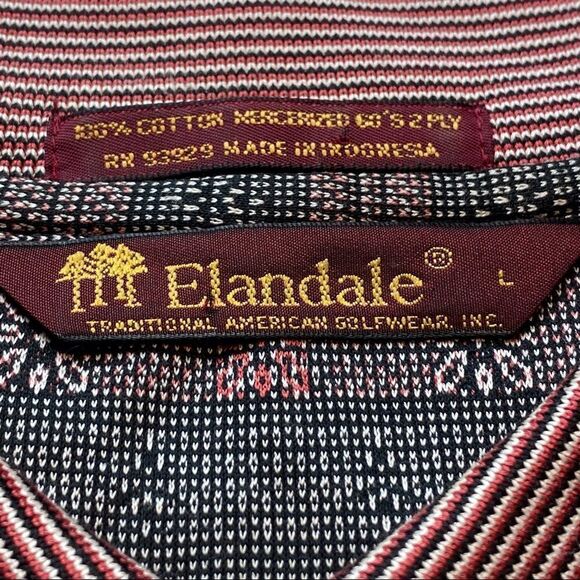 100% COTTON MERCERIZED 60'S 2 PLY
RN 93929 MADE IN INDONESIA
Elandale® L
TRADITIONAL AMERICAN GOLFWEAR, INC.